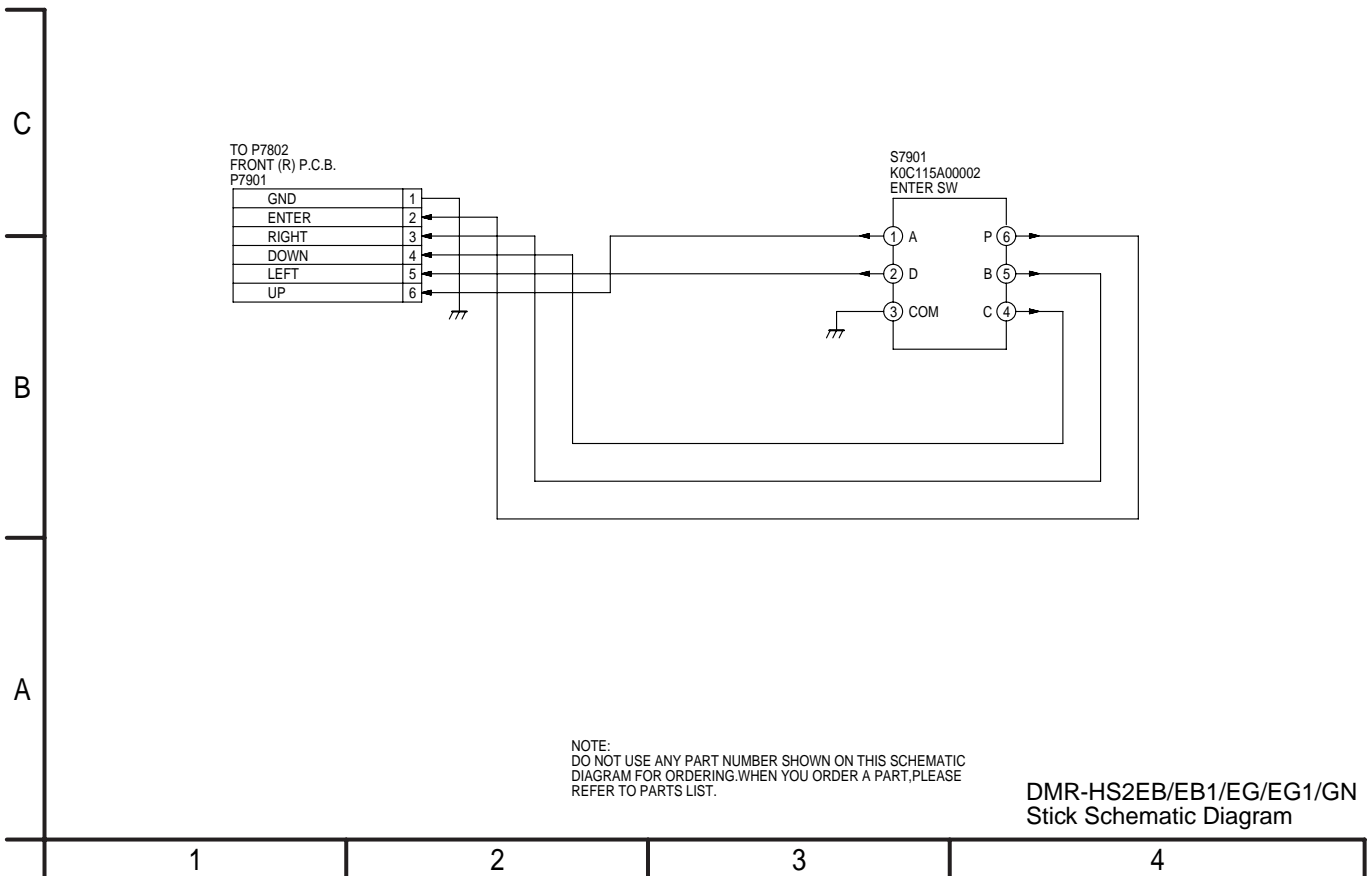 C
TO P7802
FRONT (R) P.C.B.
P7901
GND 1
ENTER 2
RIGHT 3
DOWN 4
LEFT 5
UP 6
S7901
K0C115A00002
ENTER SW
1 A P 6
2 D B 5
3 COM C 4
B
A
NOTE:
DO NOT USE ANY PART NUMBER SHOWN ON THIS SCHEMATIC
DIAGRAM FOR ORDERING.WHEN YOU ORDER A PART,PLEASE
REFER TO PARTS LIST.
DMR-HS2EB/EB1/EG/EG1/GN
Stick Schematic Diagram
1 2 3 4